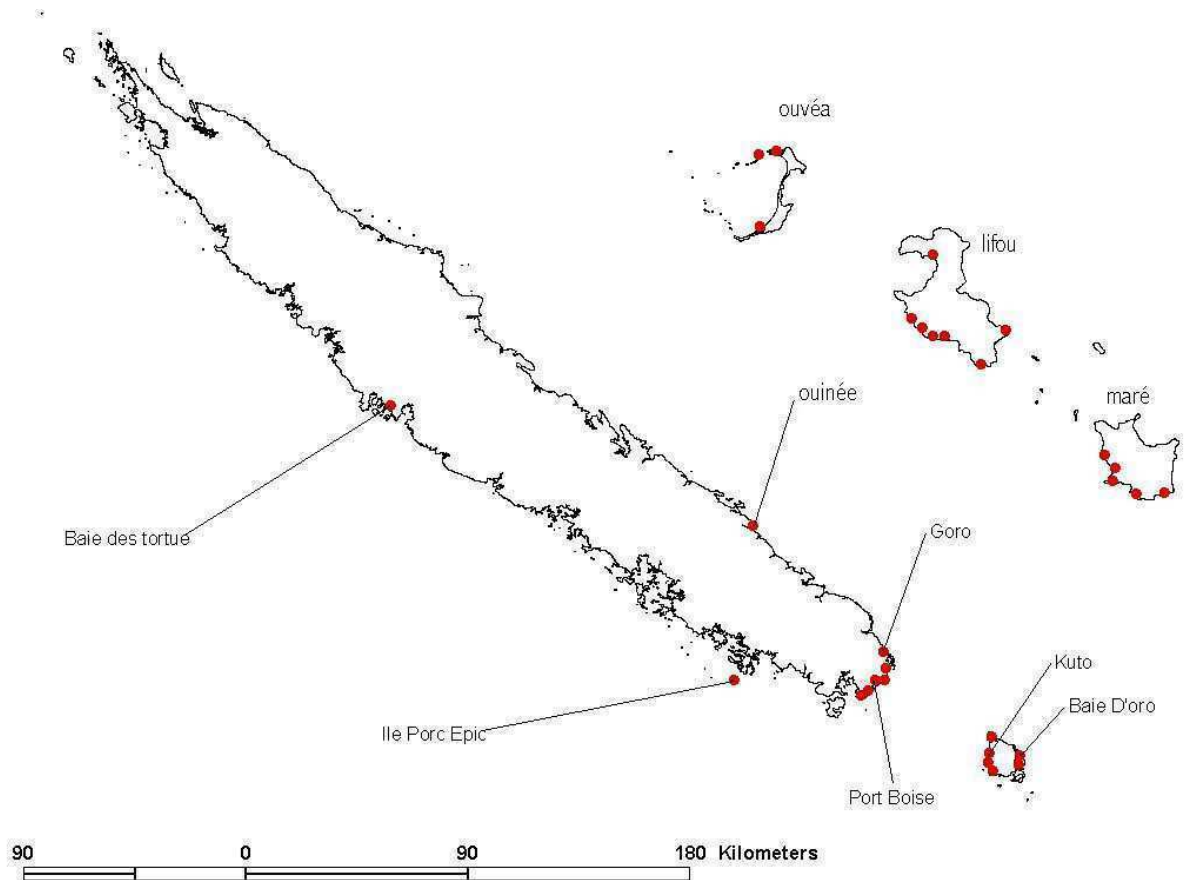 ouvéa
lifou
maré
ouinée
Goro
Baie des tortue
Kuto
Baie D'oro
Ile Porc Epic
Port Boise
90 0 90 180 Kilometers